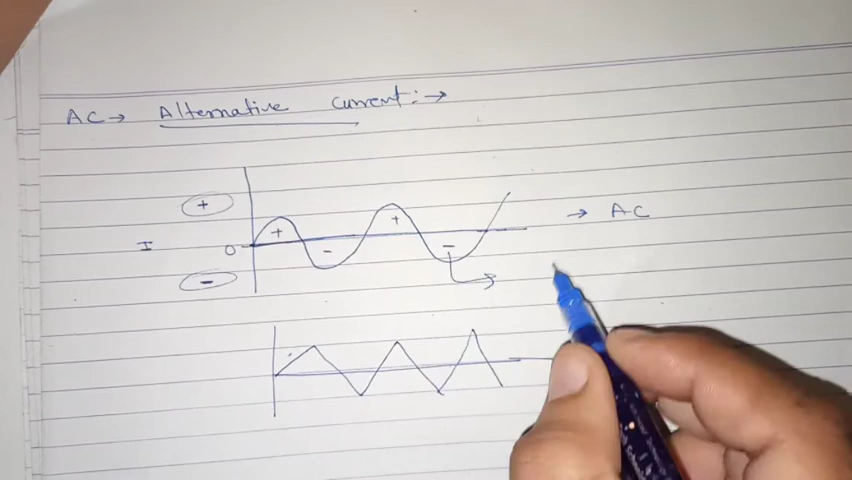 AC→ Alternative Current:→
+
+ + → AC
I 0 - -
-